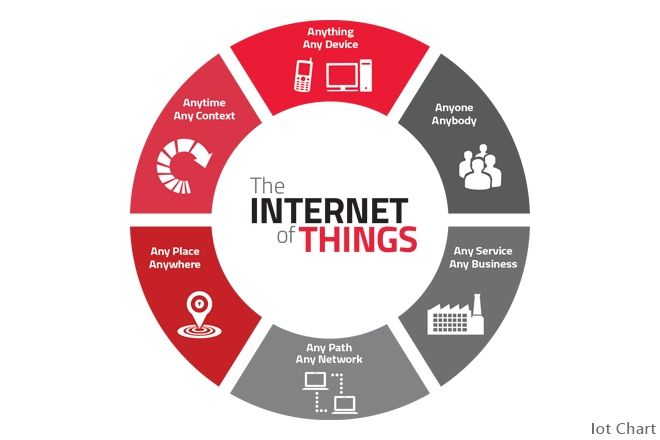 Anything
Any Device
Anyone
Anybody
Any Service
Any Business
Any Path
Any Network
Any Place
Anywhere
Anytime
Any Context
The
INTERNET
of THINGS
Iot Chart